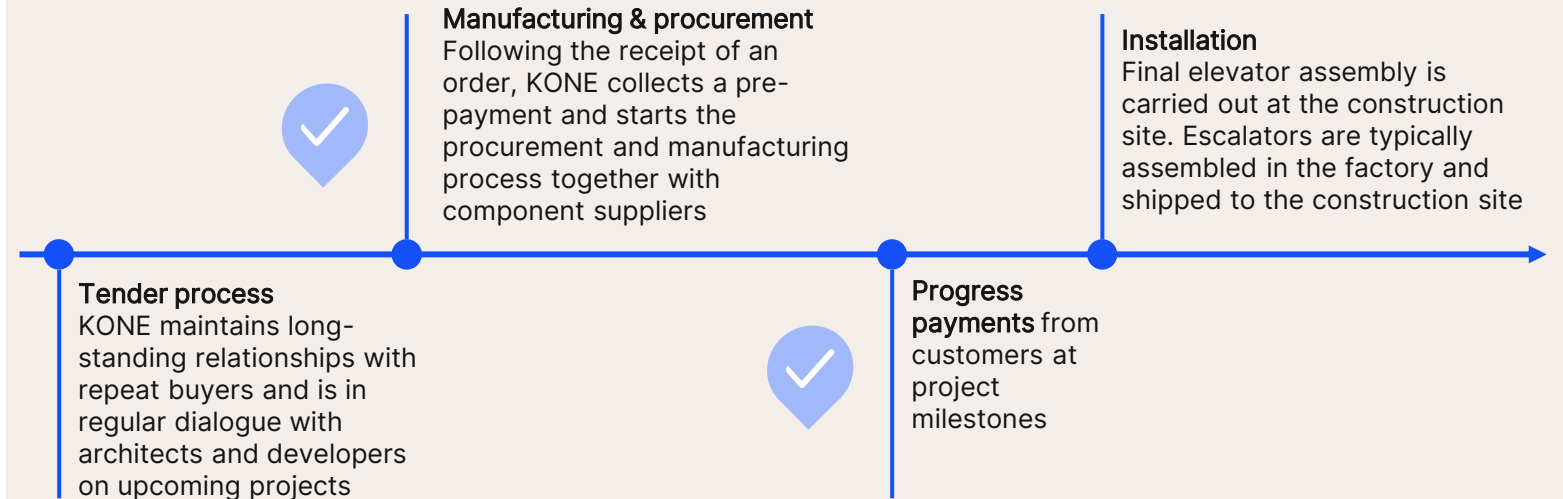 Manufacturing & procurement
Following the receipt of an
order, KONE collects a pre-
payment and starts the
procurement and manufacturing
process together with
component suppliers
Installation
Final elevator assembly is
carried out at the construction
site. Escalators are typically
assembled in the factory and
shipped to the construction site
Tender process
KONE maintains long-
standing relationships with
repeat buyers and is in
regular dialogue with
architects and developers
on upcoming projects
Progress
payments from
customers at
project
milestones